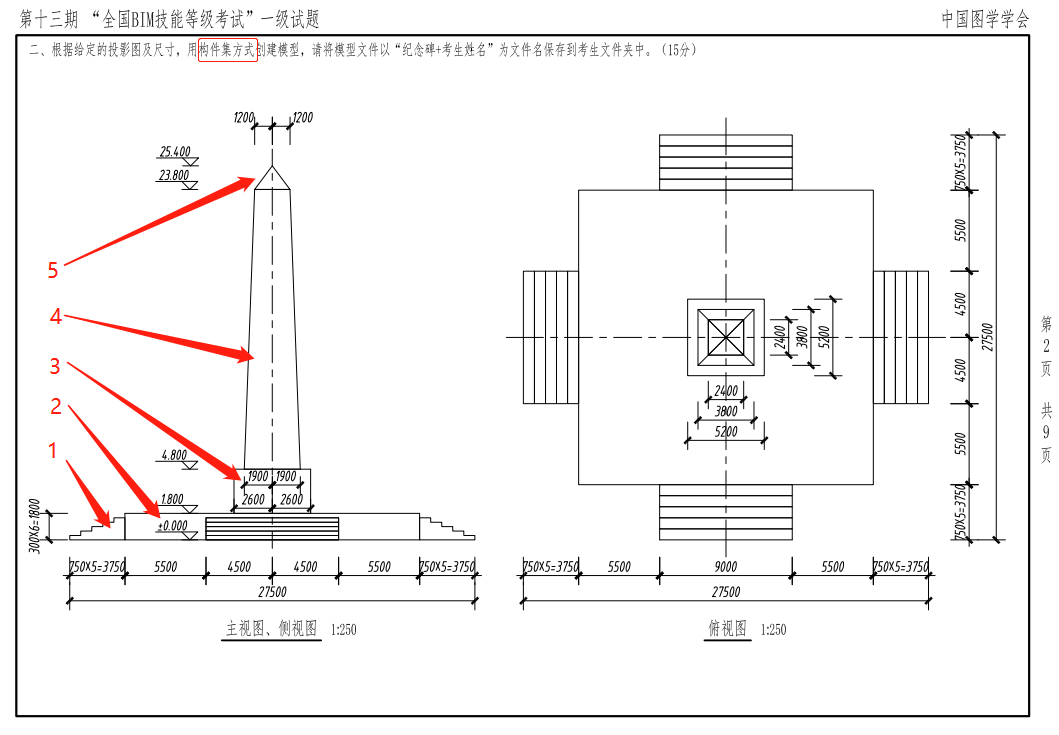 第十三期 “全国BIM技能等级考试”一级试题
中国图学学会
二、根据给定的投影图及尺寸，用构件集方式创建模型，请将模型文件以“纪念碑+考生姓名”为文件名保存到考生文件夹中。（15分）
1200 1200
25.400
23.800
5
4
3
2
1
4.800
1900 1900
1.800
2600 2600
±0.000
300X6=1800
750X5=3750 5500 4500 4500 5500 750X5=3750
27500
主视图、侧视图 1:250
750X5=3750
5500
4500
27500
4500
5500
750X5=3750
2400
3800
5200
2400
3800
5200
750X5=3750 5500 9000 5500 750X5=3750
27500
俯视图 1:250
第2页 共9页